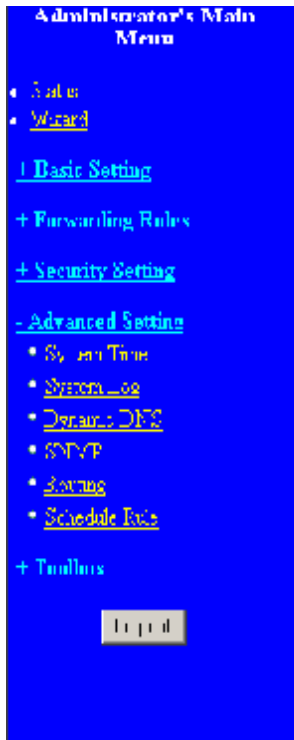 Administrator's Main
Menu
Status
Wizard
+ Basic Setting
+ Forwarding Rules
+ Security Setting
- Advanced Setting
System Time
System Log
Dynamic DNS
SNMP
Routing
Schedule Rule
+ Toolbox